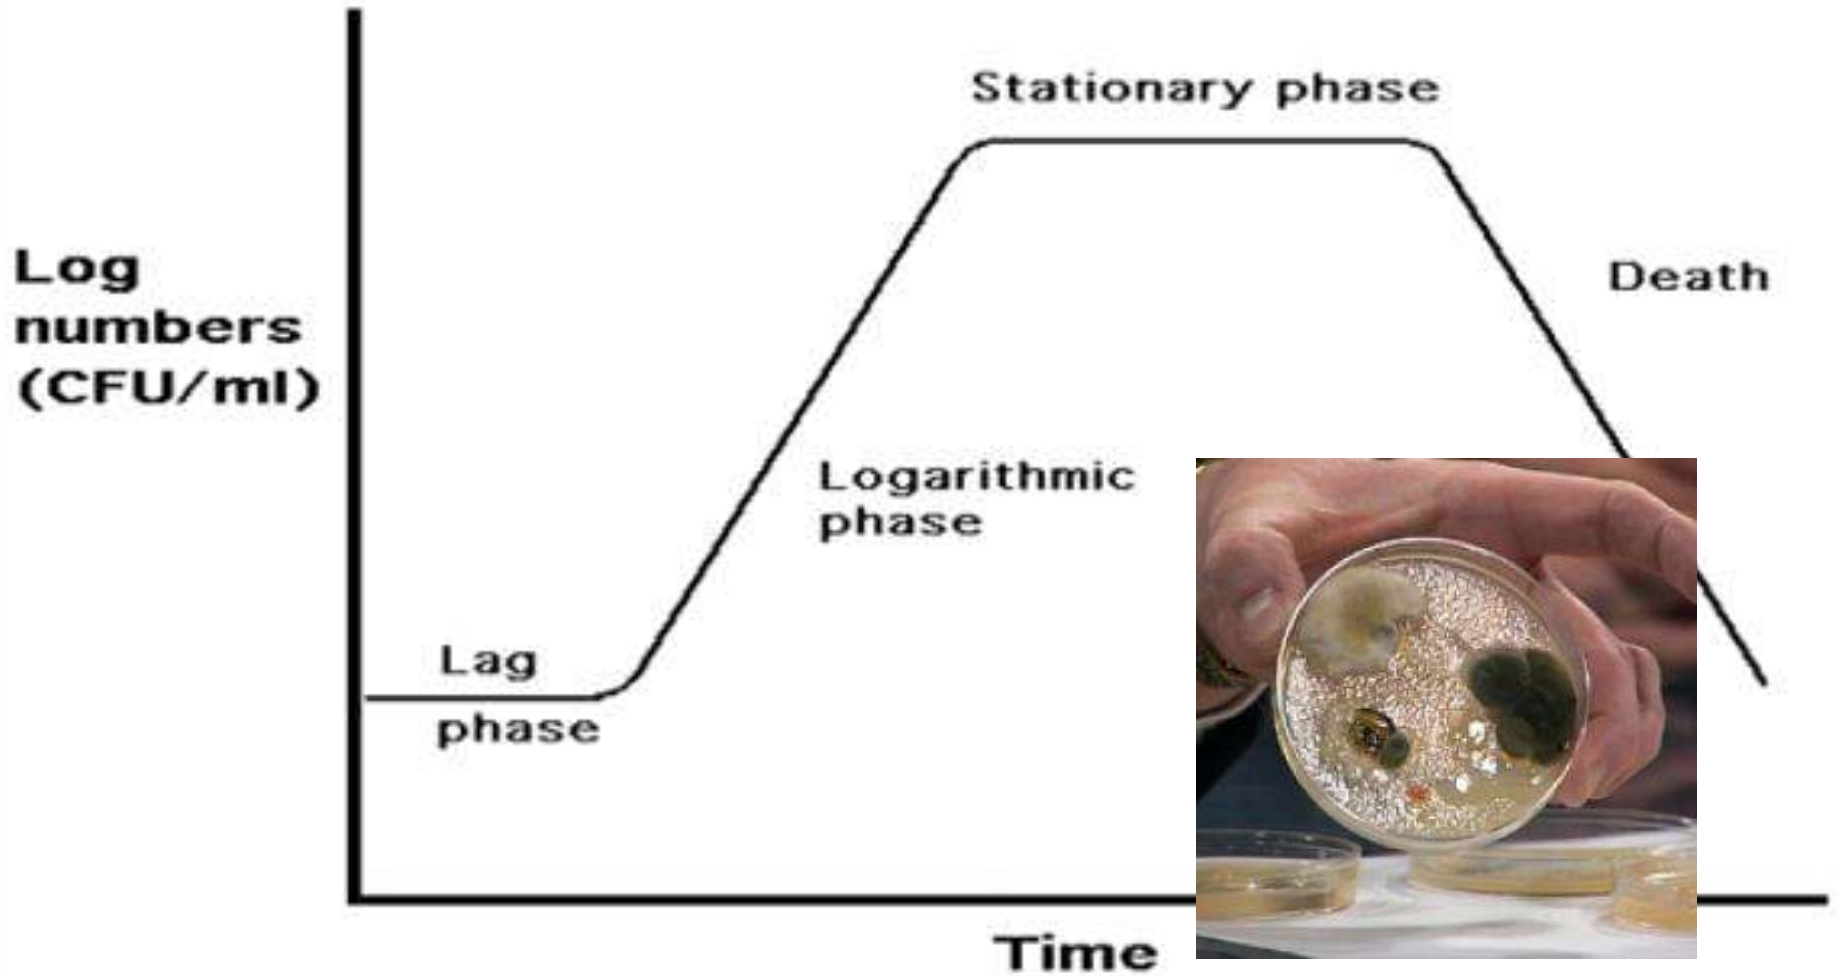 Stationary phase
Log
numbers
(CFU/ml)
Death
Logarithmic
phase
Lag
phase
Time